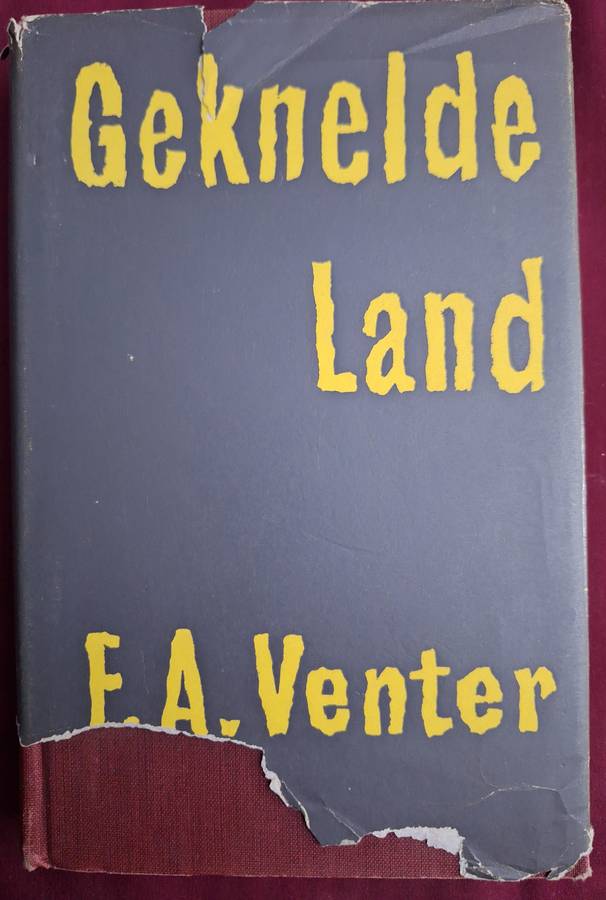 Geknelde
Land
F. A. Venter